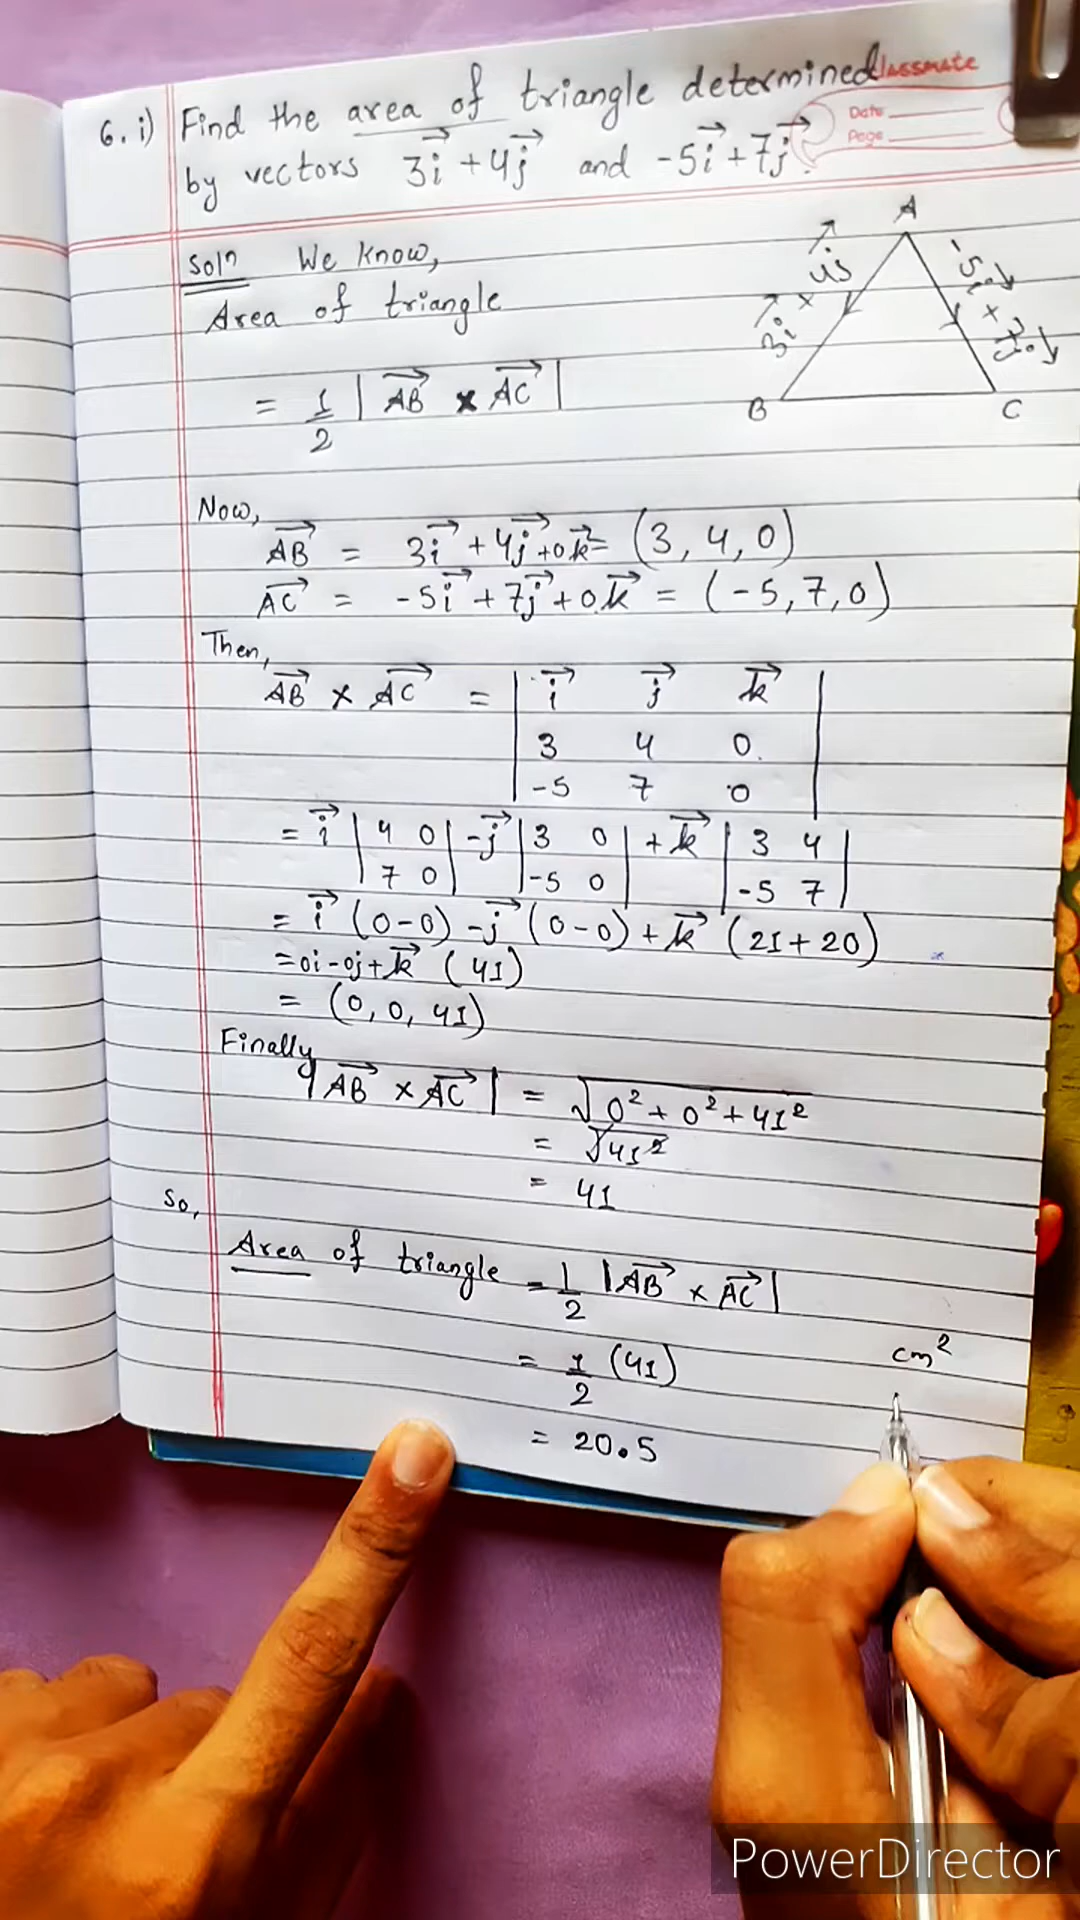 classmate
Date
Page
6. i) Find the area of triangle determined
by vectors 3i→ + 4j→ and -5i→ + 7j→.
Soln We know,
Area of triangle
= 1/2 | AB→ × AC→ |
A
3i→ + 4j→
-5i→ + 7j→
B
C
Now,
AB→ = 3i→ + 4j→ + 0k→ = (3, 4, 0)
AC→ = -5i→ + 7j→ + 0.k→ = (-5, 7, 0)
Then,
AB→ × AC→ = | i→ j→ k→ |
3 4 0
-5 7 0
= i→ | 4 0 | - j→ | 3 0 | + k→ | 3 4 |
7 0 -5 0 -5 7
= i→ (0-0) - j→ (0-0) + k→ (21+20)
= 0i - 0j + k→ (41)
= (0, 0, 41)
Finally
| AB→ × AC→ | = √0² + 0² + 41²
= √41²
= 41
So,
Area of triangle = 1/2 | AB→ × AC→ |
= 1/2 (41)
cm²
= 20.5
PowerDirector